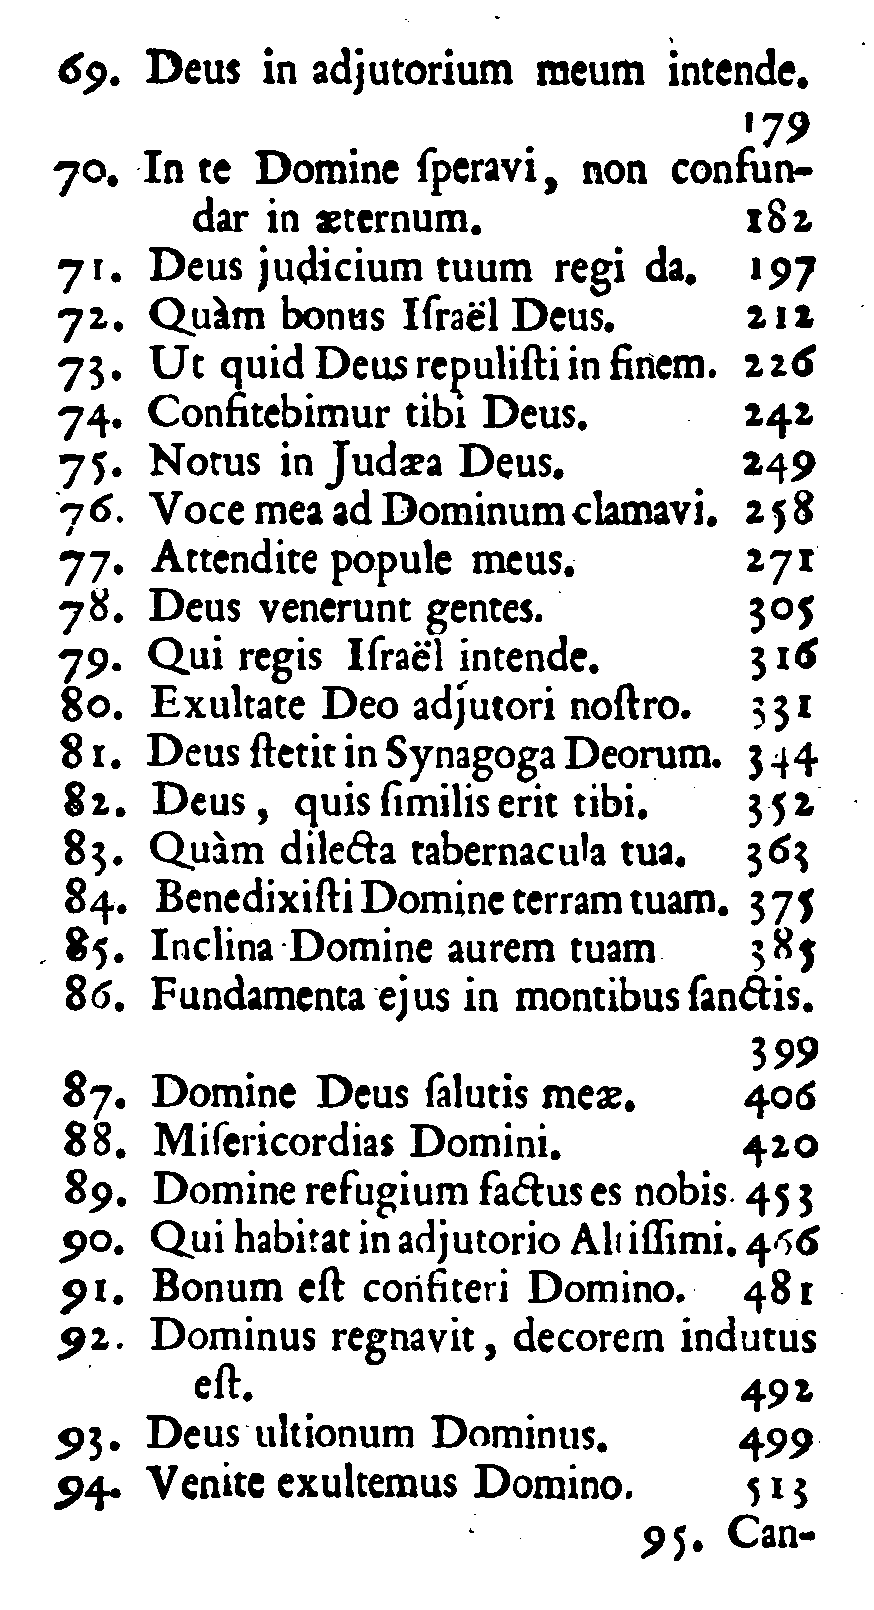 69. Deus in adjutorium meum intende.
179
70. In te Domine ſperavi, non confun-
dar in æternum. 182
71. Deus judicium tuum regi da. 197
72. Quàm bonus Iſraël Deus. 212
73. Ut quid Deus repuliſti in finem. 226
74. Confitebimur tibi Deus. 242
75. Notus in Judæa Deus. 249
76. Voce mea ad Dominum clamavi. 258
77. Attendite popule meus. 271
78. Deus venerunt gentes. 305
79. Qui regis Iſraël intende. 316
80. Exultate Deo adjutori noſtro. 331
81. Deus ſtetit in Synagoga Deorum. 344
82. Deus, quis ſimilis erit tibi. 352
83. Quàm dilecta tabernacula tua. 363
84. Benedixiſti Domine terram tuam. 375
85. Inclina Domine aurem tuam 385
86. Fundamenta ejus in montibus ſanctis.
399
87. Domine Deus ſalutis meæ. 406
88. Miſericordias Domini. 420
89. Domine refugium factus es nobis. 453
90. Qui habitat in adjutorio Altiſſimi. 466
91. Bonum eſt confiteri Domino. 481
92. Dominus regnavit, decorem indutus
eſt. 492
93. Deus ultionum Dominus. 499
94. Venite exultemus Domino. 513
95. Can-